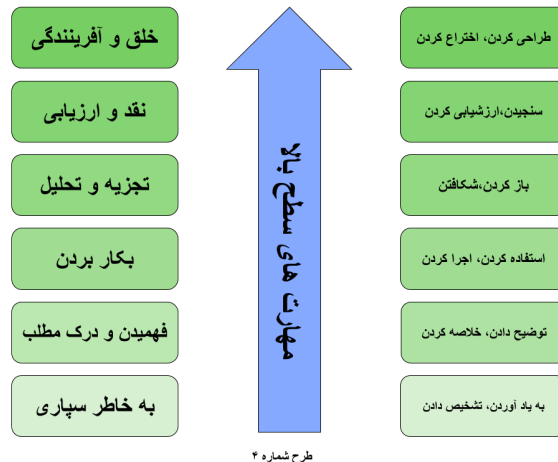 طراحی کردن، اختراع کردن
خلق و آفرینندگی
سنجیدن،ارزشیابی کردن
نقد و ارزیابی
باز کردن،شکافتن
تجزیه و تحلیل
استفاده کردن، اجرا کردن
بکار بردن
توضیح دادن، خلاصه کردن
فهمیدن و درک مطلب
به یاد آوردن، تشخیص دادن
به خاطر سپاری
مهارت های سطح بالا
طرح شماره ۴